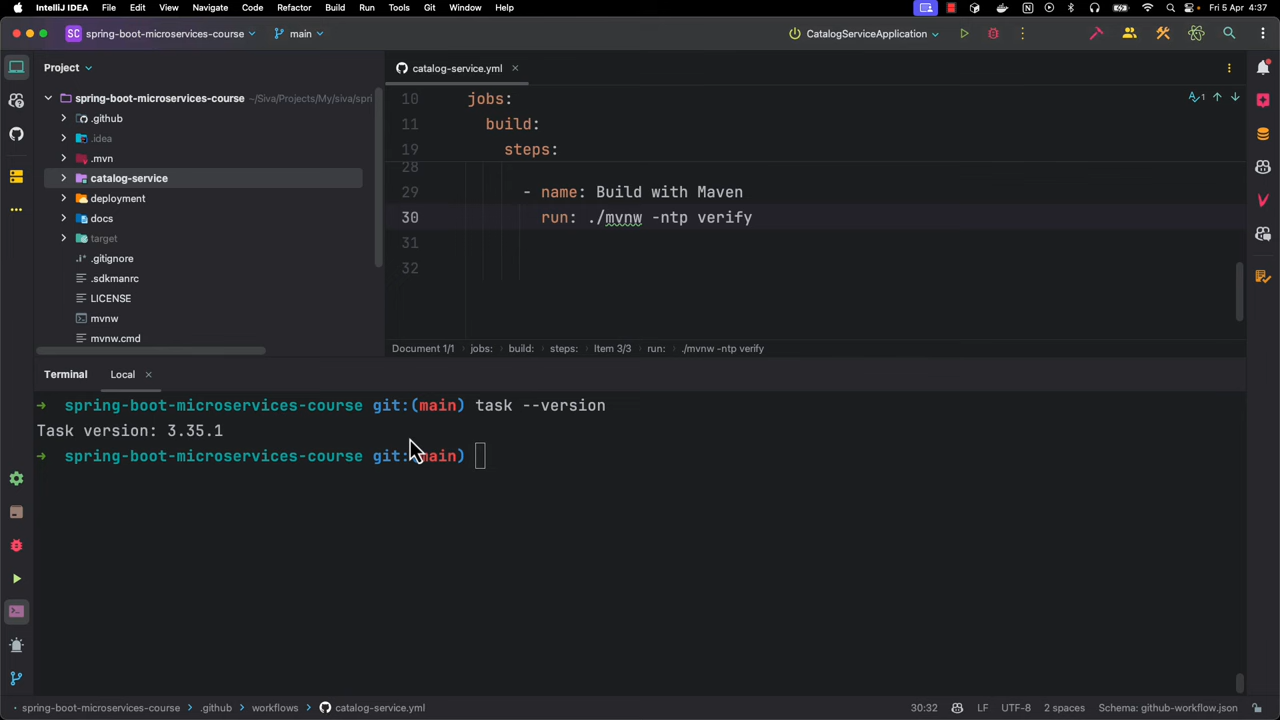 IntelliJ IDEA File Edit View Navigate Code Refactor Build Run Tools Git Window Help Fri 5 Apr 4:37
SC spring-boot-microservices-course main CatalogServiceApplication
Project
catalog-service.yml
spring-boot-microservices-course ~/Siva/Projects/My/siva/spri
.github
.idea
.mvn
catalog-service
deployment
docs
target
.gitignore
.sdkmanrc
LICENSE
mvnw
mvnw.cmd
10 jobs:
11 build:
19 steps:
28
29 - name: Build with Maven
30 run: ./mvnw -ntp verify
31
32
1
Document 1/1 jobs: build: steps: Item 3/3 run: ./mvnw -ntp verify
Terminal Local
→ spring-boot-microservices-course git:(main) task --version
Task version: 3.35.1
→ spring-boot-microservices-course git:(main)
spring-boot-microservices-course .github workflows catalog-service.yml 30:32 LF UTF-8 2 spaces Schema: github-workflow.json